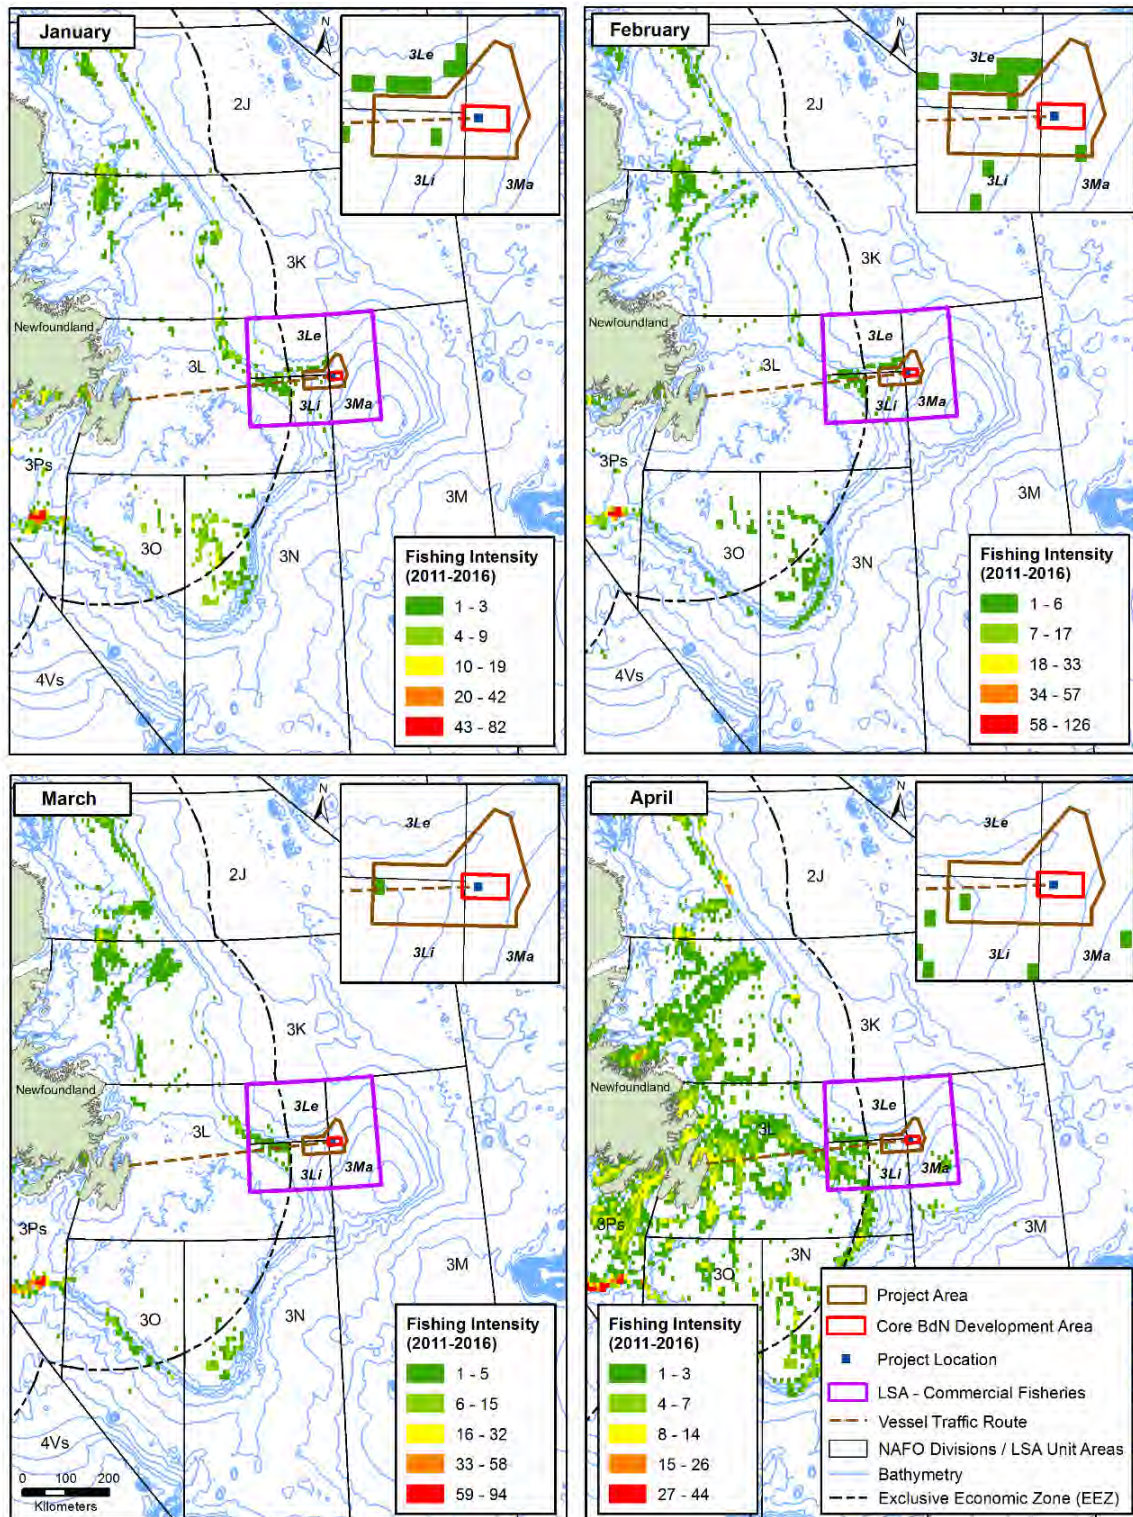 January
N
2J
3Le
3Li
3Ma
3K
Newfoundland
3L
3Le
3Li
3Ma
3Ps
3M
3O
3N
4Vs
Fishing Intensity
(2011-2016)
1 - 3
4 - 9
10 - 19
20 - 42
43 - 82
February
N
2J
3Le
3Li
3Ma
3K
Newfoundland
3L
3Le
3Li
3Ma
3Ps
3M
3O
3N
4Vs
Fishing Intensity
(2011-2016)
1 - 6
7 - 17
18 - 33
34 - 57
58 - 126
March
N
2J
3Le
3Li
3Ma
3K
Newfoundland
3L
3Le
3Li
3Ma
3Ps
3M
3O
3N
4Vs
0 100 200
Kilometers
Fishing Intensity
(2011-2016)
1 - 5
6 - 15
16 - 32
33 - 58
59 - 94
April
N
2J
3Le
3Li
3Ma
3K
Newfoundland
3L
3Le
3Li
3Ma
3Ps
3M
3N
3O
Fishing Intensity
(2011-2016)
1 - 3
4 - 7
8 - 14
15 - 26
27 - 44
Project Area
Core BdN Development Area
Project Location
LSA - Commercial Fisheries
Vessel Traffic Route
NAFO Divisions / LSA Unit Areas
Bathymetry
Exclusive Economic Zone (EEZ)